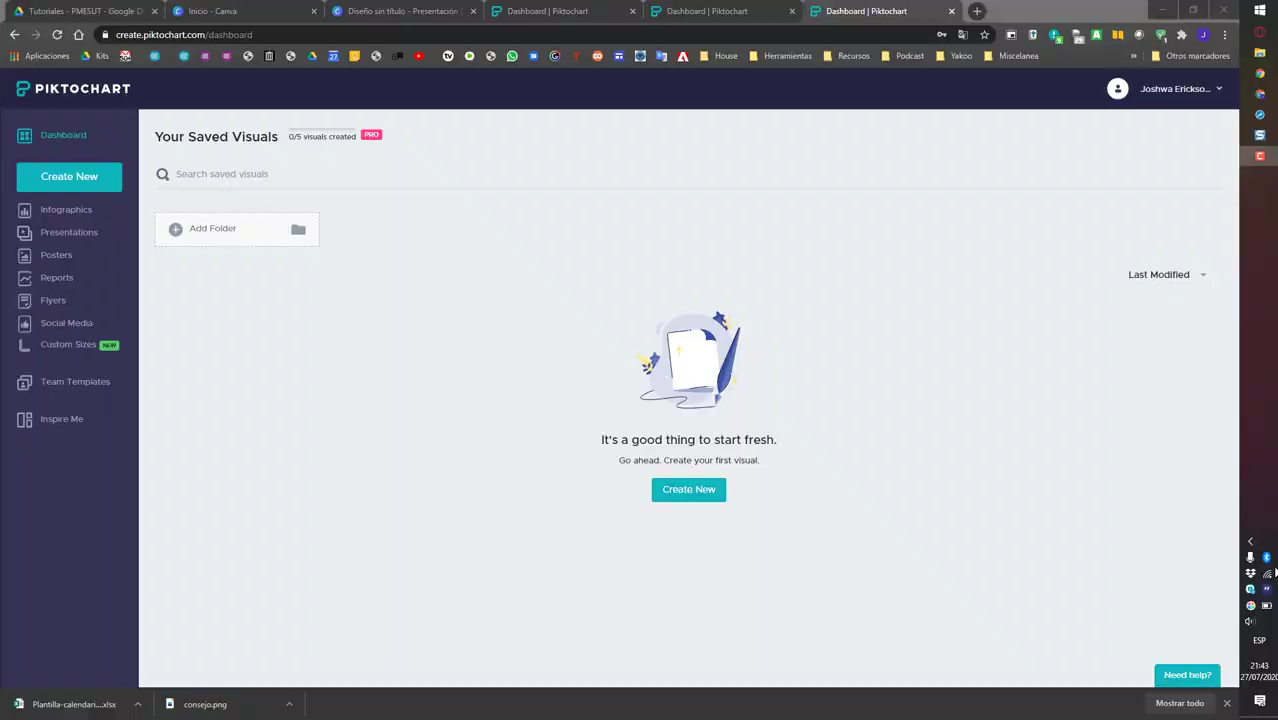 Tutoriales - PMESUT - Google D
Inicio - Canva
Diseño sin título - Presentación
Dashboard | Piktochart
Dashboard | Piktochart
Dashboard | Piktochart
create.piktochart.com/dashboard
Aplicaciones
Kits
House
Herramientas
Recursos
Podcast
Yakoo
Miscelanea
»
Otros marcadores
PIKTOCHART
Joshwa Erickso...
Dashboard
Create New
Infographics
Presentations
Posters
Reports
Flyers
Social Media
Custom Sizes NEW
Team Templates
Inspire Me
Your Saved Visuals
0/5 visuals created
PRO
Search saved visuals
Add Folder
Last Modified
It's a good thing to start fresh.
Go ahead. Create your first visual.
Create New
Need help?
Plantilla-calendari....xlsx
consejo.png
Mostrar todo
ESP
21:43
27/07/2020